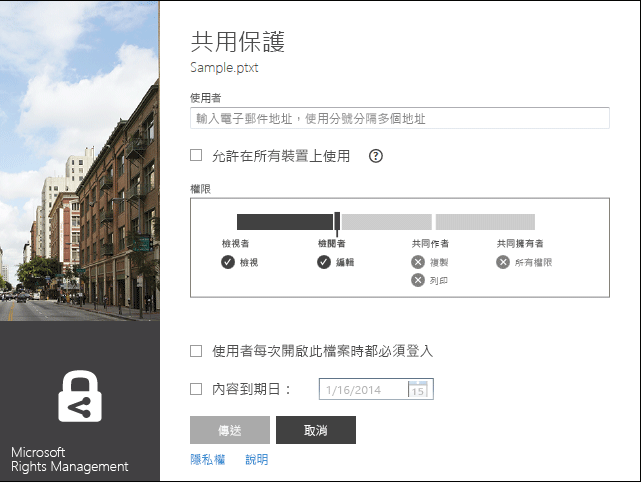 共用保護
Sample.ptxt
使用者
輸入電子郵件地址，使用分號分隔多個地址
允許在所有裝置上使用 ?
權限
檢視者 檢閱者 共同作者 共同擁有者
檢視 編輯 複製 所有權限
列印
使用者每次開啟此檔案時都必須登入
內容到期日： 1/16/2014 15
傳送 取消
隱私權 說明
Microsoft
Rights Management